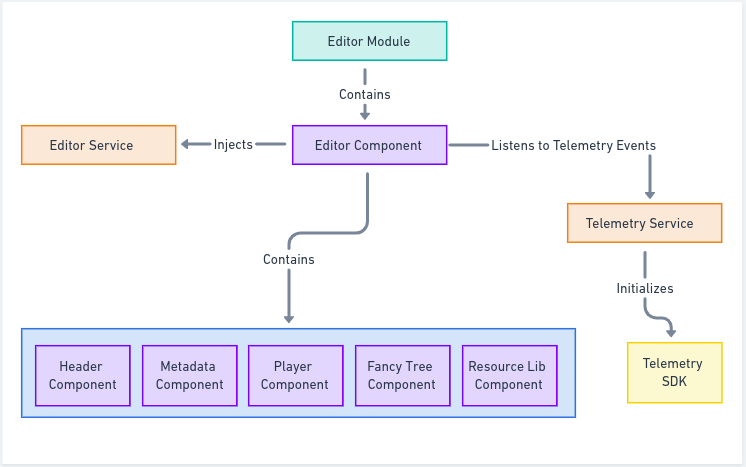 Editor Module
Contains
Editor Service
Injects
Editor Component
Listens to Telemetry Events
Telemetry Service
Contains
Initializes
Header
Component
Metadata
Component
Player
Component
Fancy Tree
Component
Resource Lib
Component
Telemetry
SDK